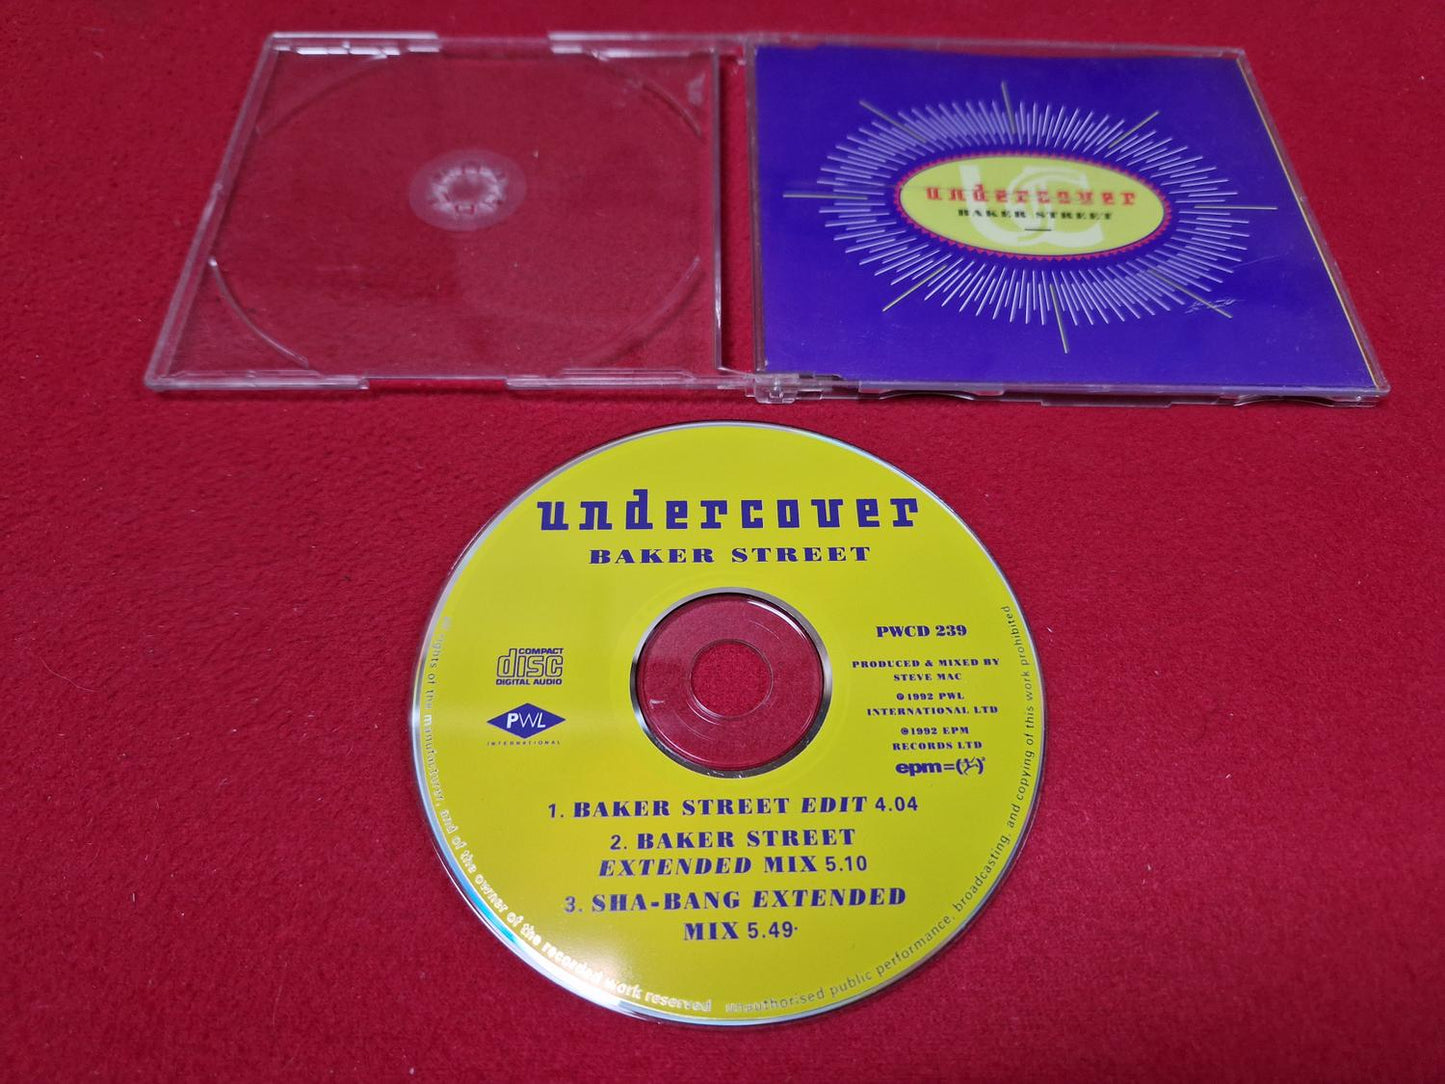 undercover
BAKER STREET
undercover
BAKER STREET
COMPACT
disc
DIGITAL AUDIO
PWL
INTERNATIONAL
PWCD 239
PRODUCED & MIXED BY
STEVE MAC
℗ 1992 PWL
INTERNATIONAL LTD
© 1992 EPM
RECORDS LTD
epm
1. BAKER STREET EDIT 4.04
2. BAKER STREET
EXTENDED MIX 5.10
3. SHA-BANG EXTENDED
MIX 5.49
All rights of the manufacturer, and of the owner of the recorded work reserved unauthorised public performance, broadcasting, and copying of this work prohibited